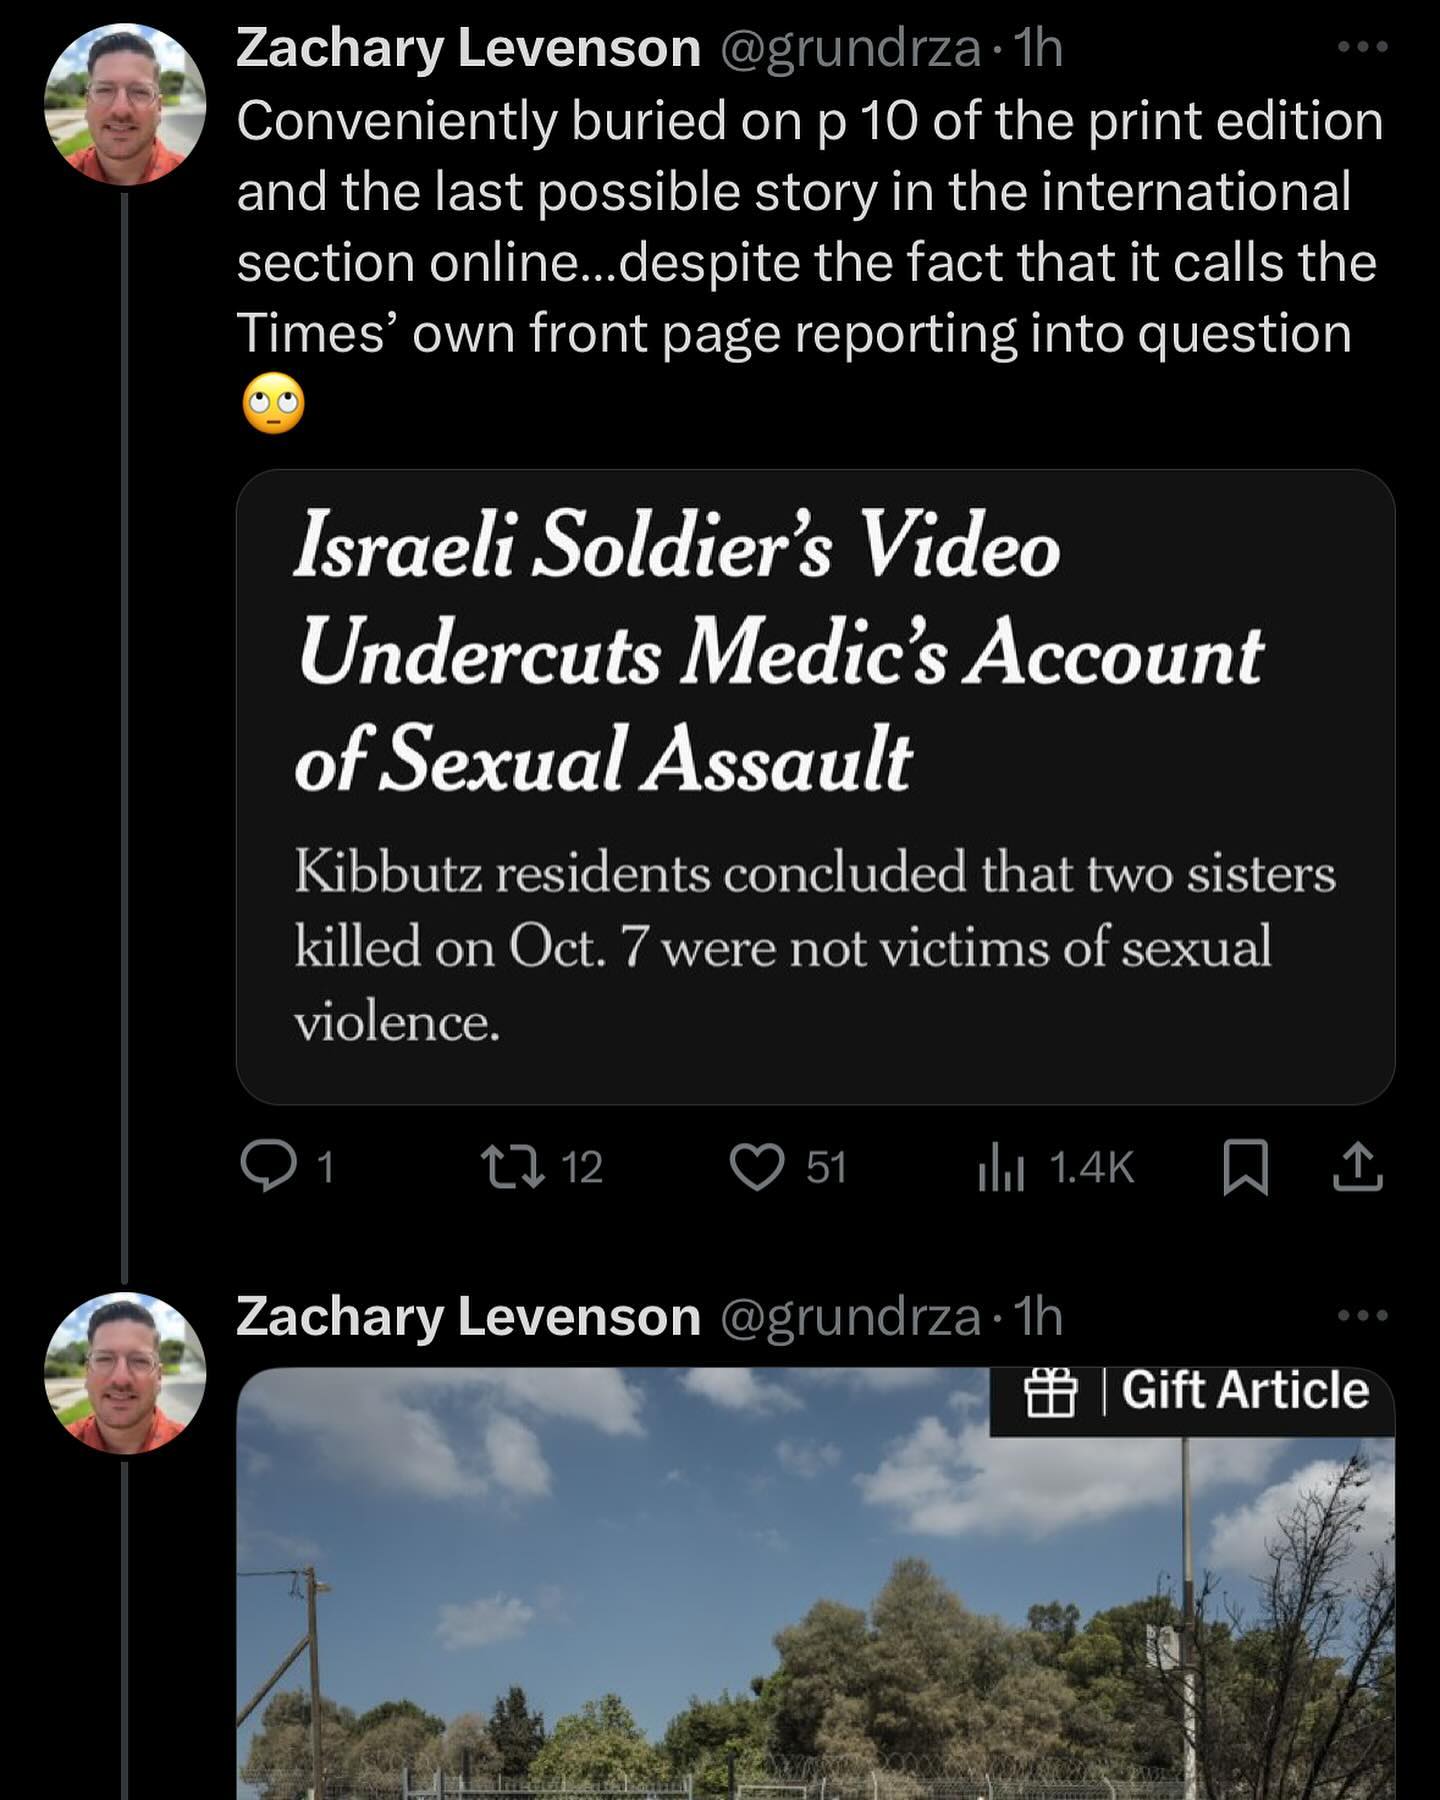 Zachary Levenson @grundrza · 1h
Conveniently buried on p 10 of the print edition
and the last possible story in the international
section online...despite the fact that it calls the
Times’ own front page reporting into question
🙄
Israeli Soldier’s Video
Undercuts Medic’s Account
of Sexual Assault
Kibbutz residents concluded that two sisters
killed on Oct. 7 were not victims of sexual
violence.
1 12 51 1.4K
Zachary Levenson @grundrza · 1h
Gift Article